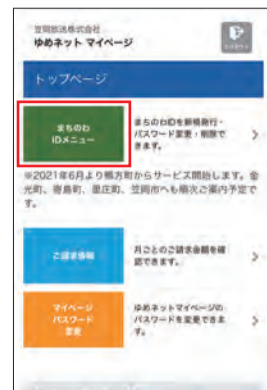 笠岡放送株式会社
ゆめネット マイページ
トップページ
まちのわ
IDメニュー
まちのわIDを新規発行・
パスワード変更・削除で
きます。
※2021年6月より鴨方町からサービス開始します。金
光町、寄島町、里庄町、笠岡市へも順次ご案内予定で
す。
ご請求情報
月ごとのご請求金額を確
認できます。
マイページ
パスワード
変更
ゆめネットマイページの
パスワードを変更できま
す。